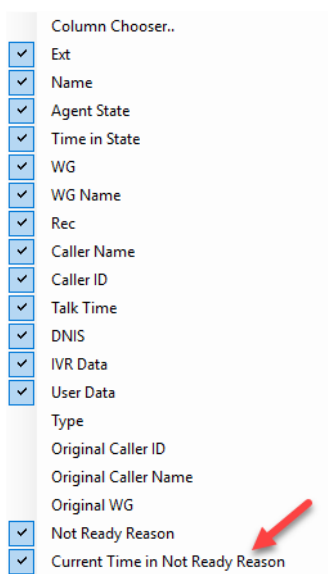 Column Chooser..
Ext
Name
Agent State
Time in State
WG
WG Name
Rec
Caller Name
Caller ID
Talk Time
DNIS
IVR Data
User Data
Type
Original Caller ID
Original Caller Name
Original WG
Not Ready Reason
Current Time in Not Ready Reason